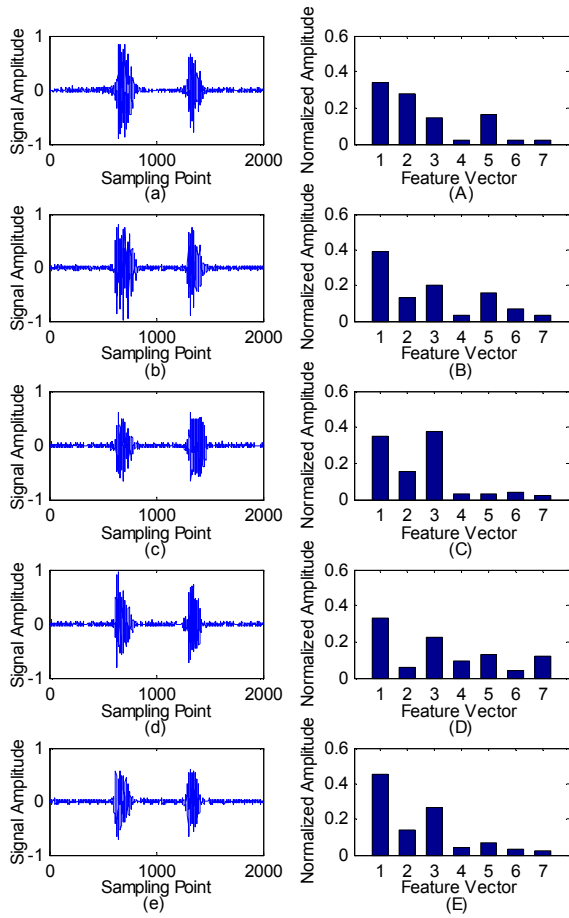 Signal Amplitude
1
0
-1
0 1000 2000
Sampling Point
(a)
Normalized Amplitude
0.6
0.4
0.2
0
1 2 3 4 5 6 7
Feature Vector
(A)
Signal Amplitude
1
0
-1
0 1000 2000
Sampling Point
(b)
Normalized Amplitude
0.6
0.4
0.2
0
1 2 3 4 5 6 7
Feature Vector
(B)
Signal Amplitude
1
0
-1
0 1000 2000
Sampling Point
(c)
Normalized Amplitude
0.6
0.4
0.2
0
1 2 3 4 5 6 7
Feature Vector
(C)
Signal Amplitude
1
0
-1
0 1000 2000
Sampling Point
(d)
Normalized Amplitude
0.6
0.4
0.2
0
1 2 3 4 5 6 7
Feature Vector
(D)
Signal Amplitude
1
0
-1
0 1000 2000
Sampling Point
(e)
Normalized Amplitude
0.6
0.4
0.2
0
1 2 3 4 5 6 7
Feature Vector
(E)